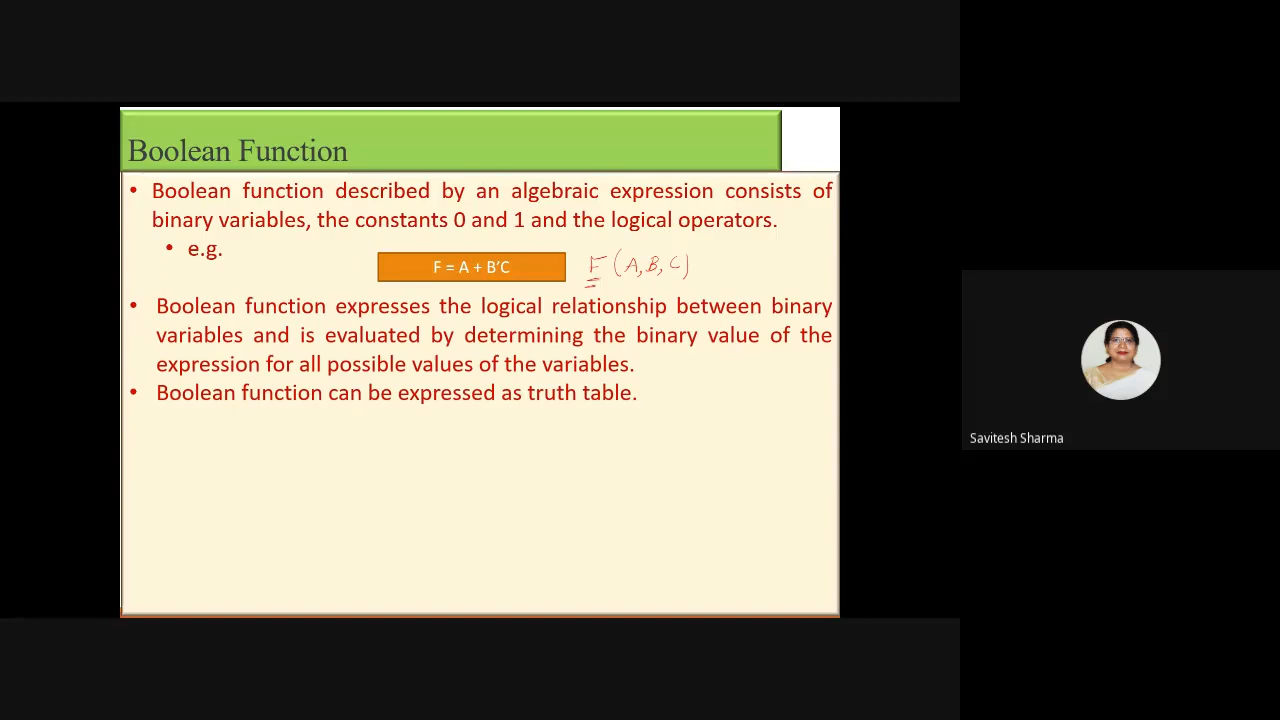 Boolean Function
• Boolean function described by an algebraic expression consists of
binary variables, the constants 0 and 1 and the logical operators.
• e.g.
F = A + B’C F (A, B, C)
• Boolean function expresses the logical relationship between binary
variables and is evaluated by determining the binary value of the
expression for all possible values of the variables.
• Boolean function can be expressed as truth table.
Savitesh Sharma